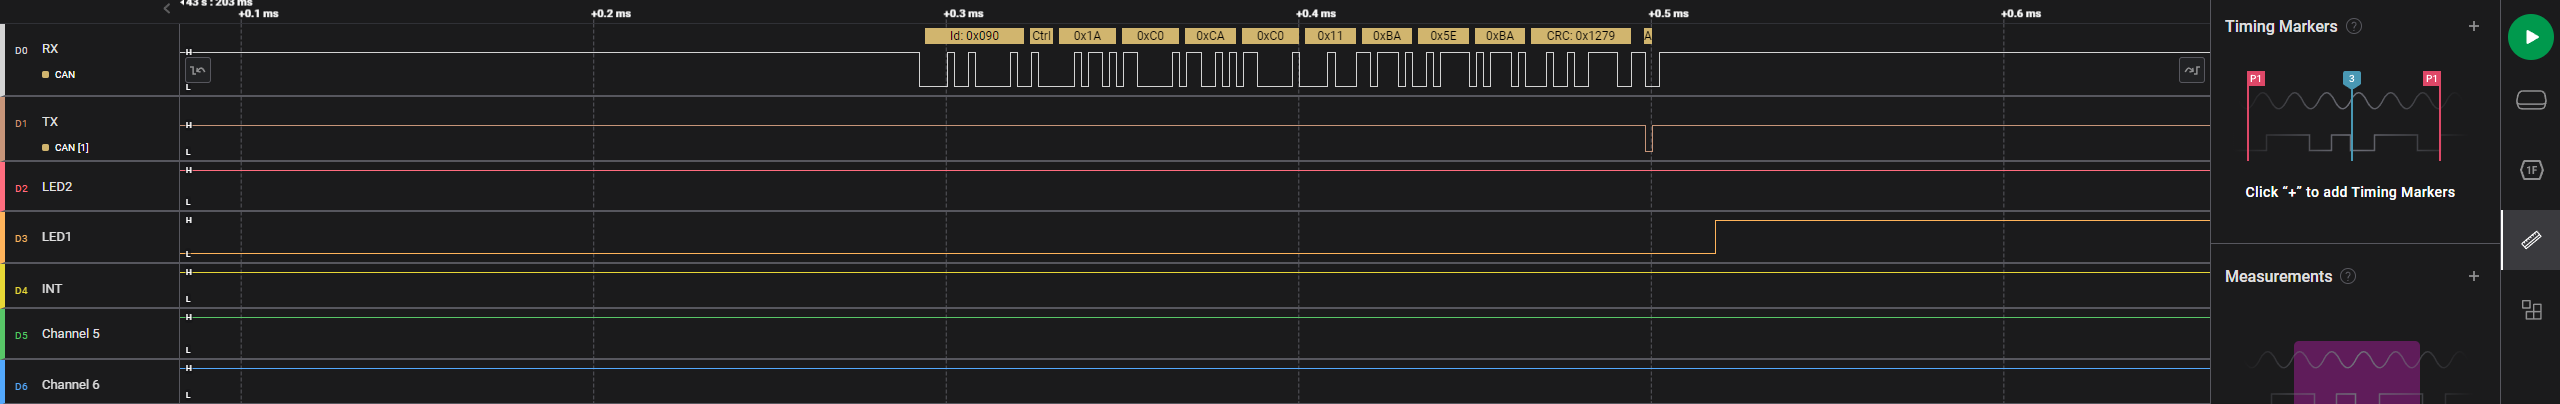 43 s : 203 ms
+0.1 ms
+0.2 ms
+0.3 ms
+0.4 ms
+0.5 ms
+0.6 ms
D0 RX
CAN
H
L
Id: 0x090 Ctrl 0x1A 0xC0 0xCA 0xC0 0x11 0xBA 0x5E 0xBA CRC: 0x1279 A
D1 TX
CAN [1]
H
L
D2 LED2
H
L
D3 LED1
H
L
D4 INT
H
L
D5 Channel 5
H
L
D6 Channel 6
H
L
Timing Markers ? +
P1 3 P1
Click “+” to add Timing Markers
Measurements ? +
1F